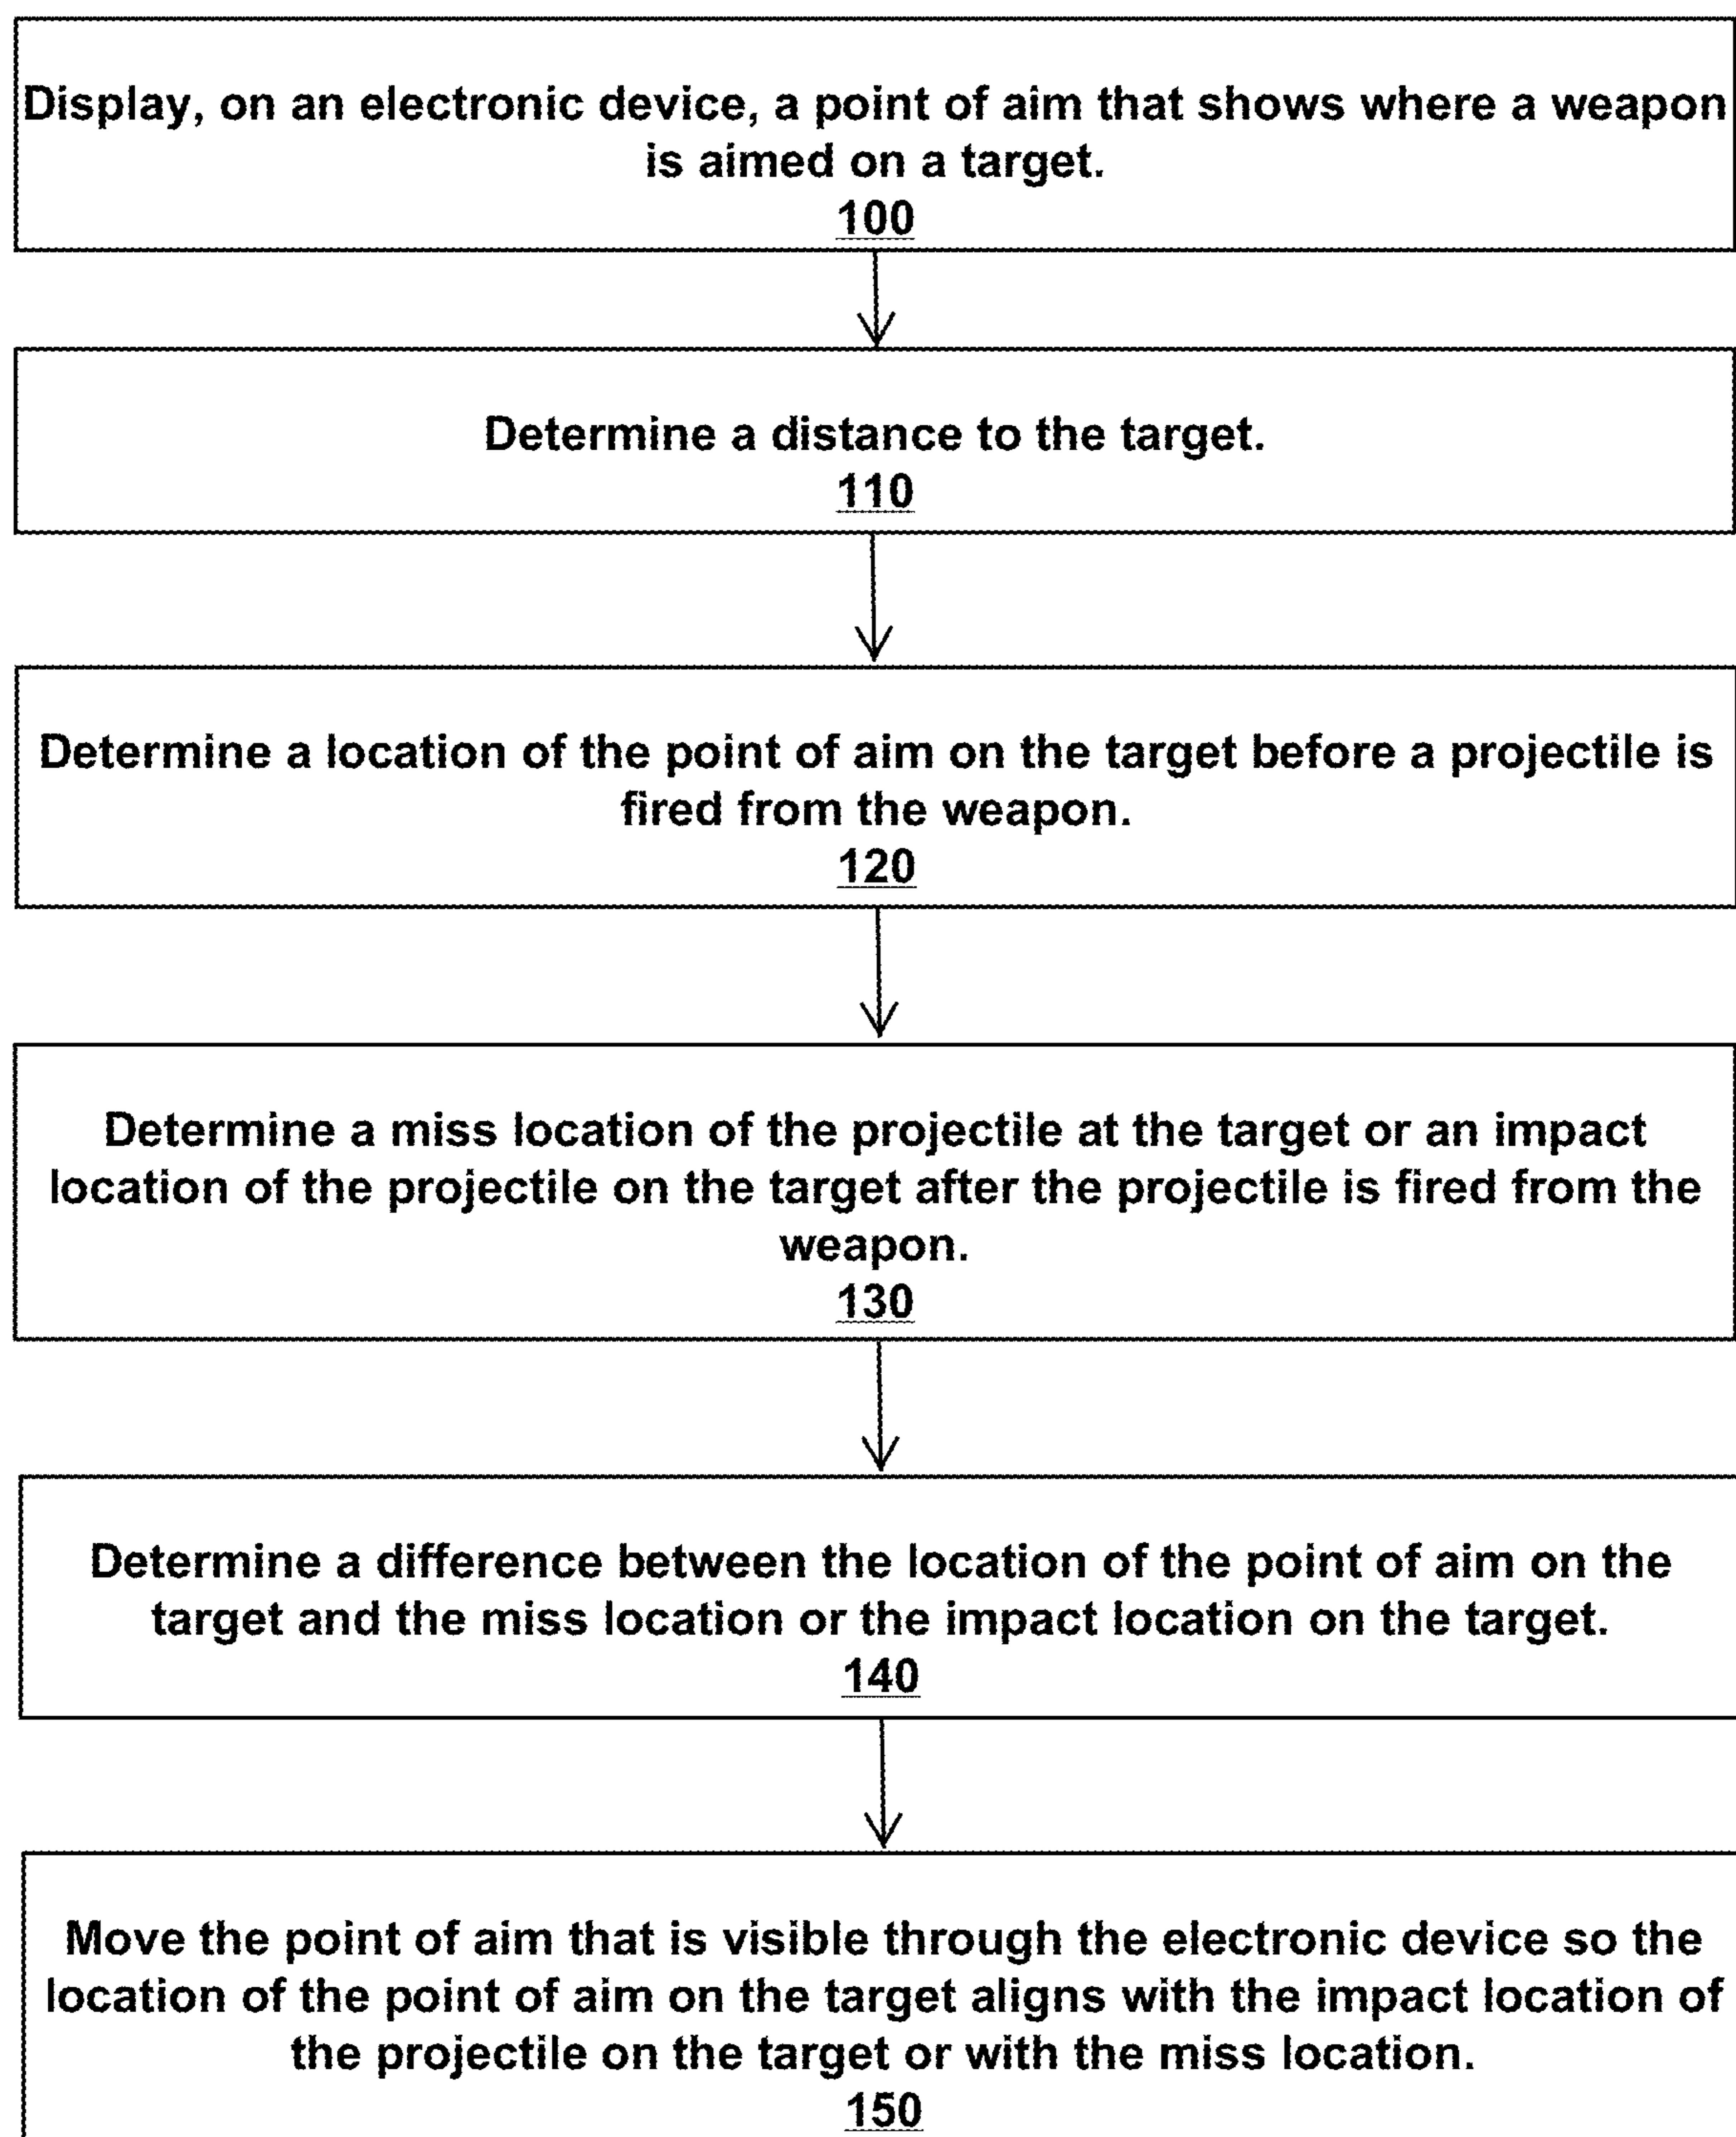 Display, on an electronic device, a point of aim that shows where a weapon
is aimed on a target.
100
Determine a distance to the target.
110
Determine a location of the point of aim on the target before a projectile is
fired from the weapon.
120
Determine a miss location of the projectile at the target or an impact
location of the projectile on the target after the projectile is fired from the
weapon.
130
Determine a difference between the location of the point of aim on the
target and the miss location or the impact location on the target.
140
Move the point of aim that is visible through the electronic device so the
location of the point of aim on the target aligns with the impact location of
the projectile on the target or with the miss location.
150